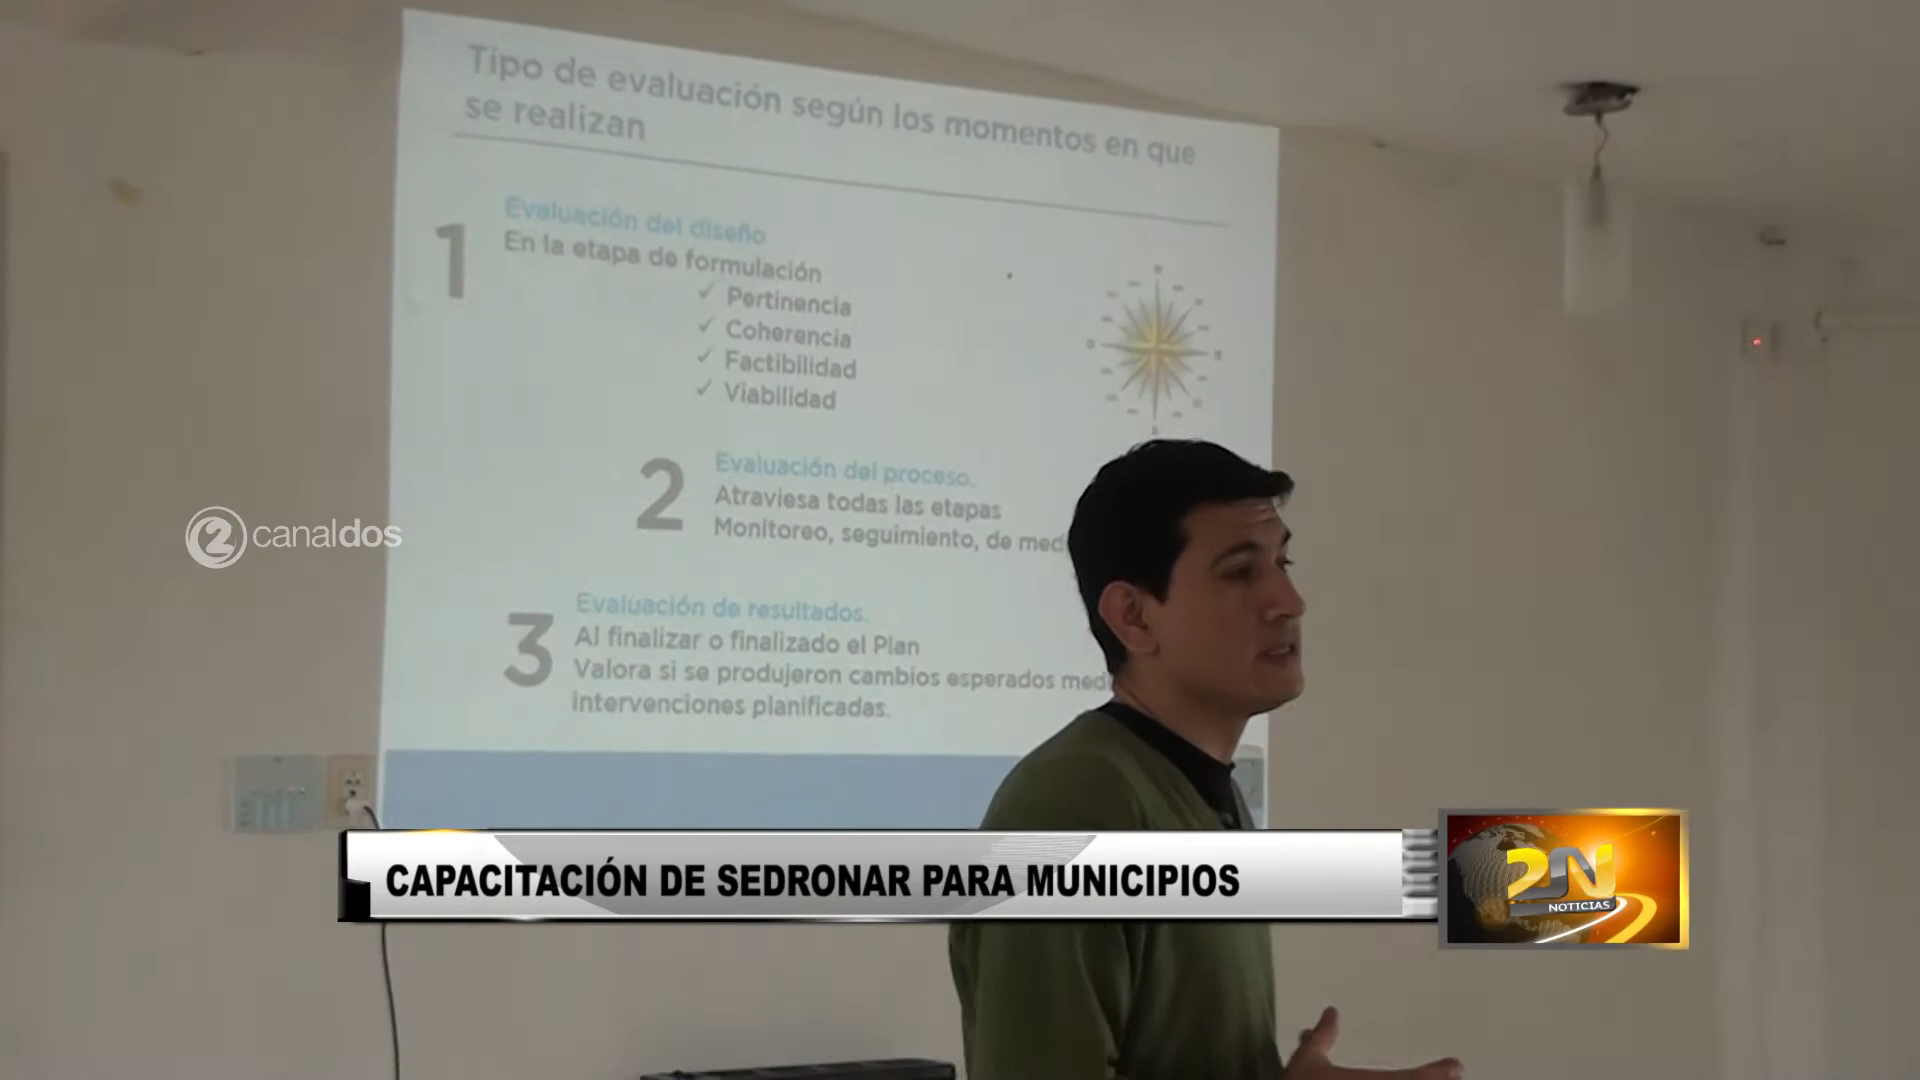 Tipo de evaluación según los momentos en que
se realizan
1
Evaluación del diseño
En la etapa de formulación
✓ Pertinencia
✓ Coherencia
✓ Factibilidad
✓ Viabilidad
2
Evaluación del proceso.
Atraviesa todas las etapas
Monitoreo, seguimiento, de med
3
Evaluación de resultados.
Al finalizar o finalizado el Plan
Valora si se produjeron cambios esperados med
intervenciones planificadas.
2 canaldos
CAPACITACIÓN DE SEDRONAR PARA MUNICIPIOS
2N
NOTICIAS